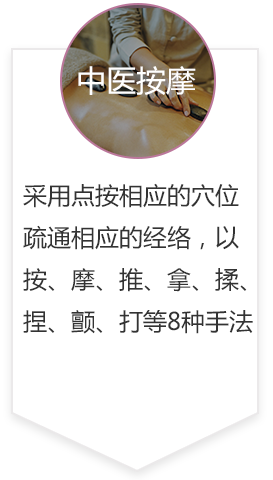 中医按摩
采用点按相应的穴位
疏通相应的经络，以
按、摩、推、拿、揉、
捏、颤、打等8种手法